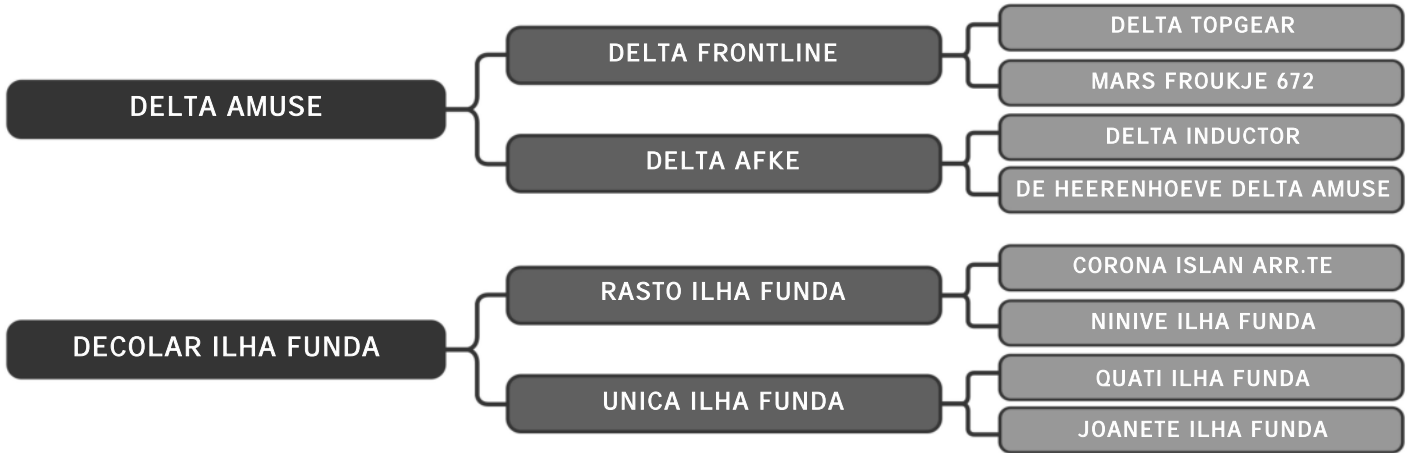 DELTA AMUSE
DELTA FRONTLINE
DELTA TOPGEAR
MARS FROUKJE 672
DELTA AFKE
DELTA INDUCTOR
DE HEERENHOEVE DELTA AMUSE
DECOLAR ILHA FUNDA
RASTO ILHA FUNDA
CORONA ISLAN ARR.TE
NINIVE ILHA FUNDA
UNICA ILHA FUNDA
QUATI ILHA FUNDA
JOANETE ILHA FUNDA